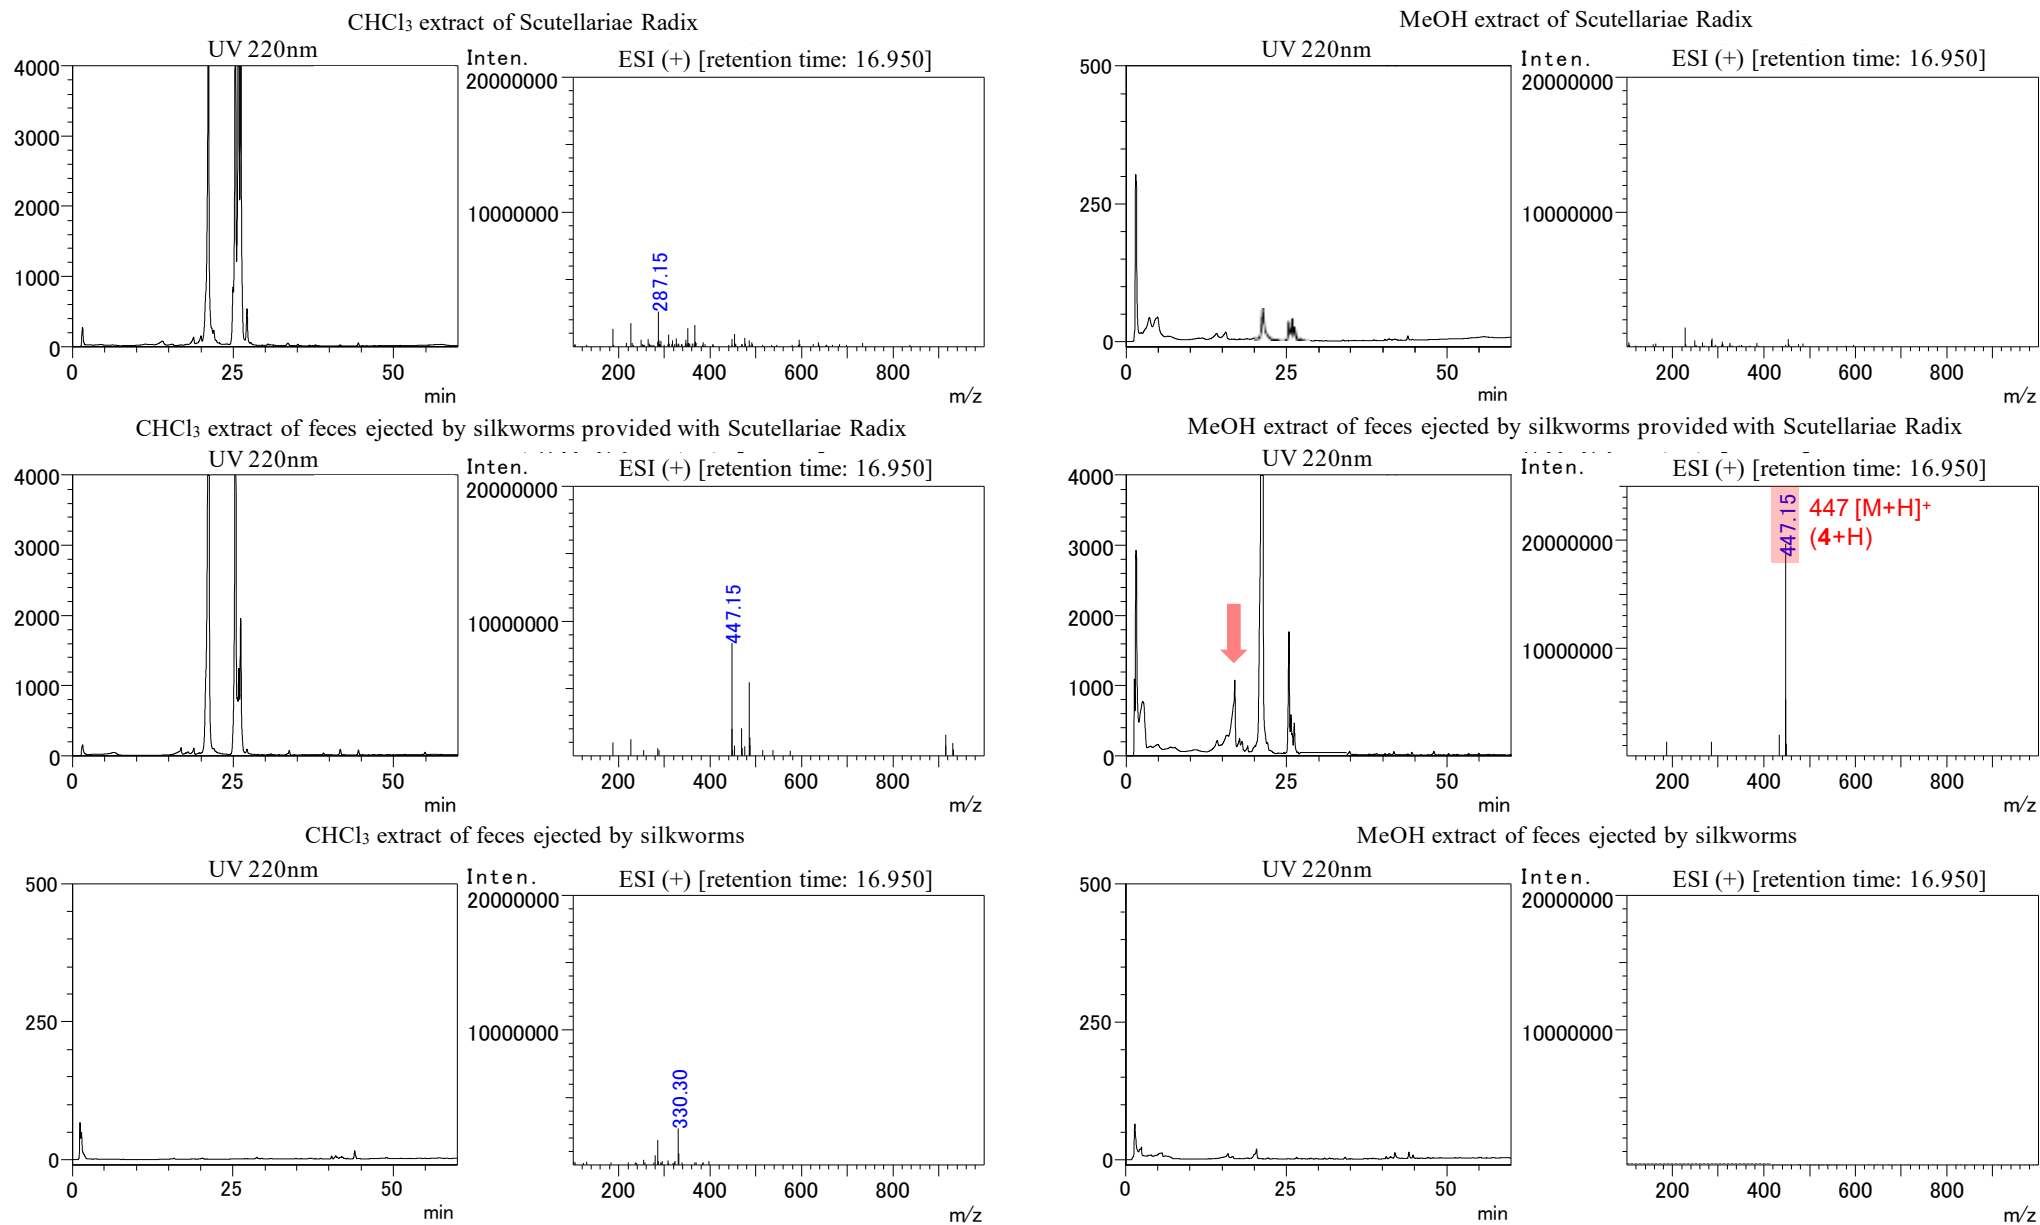 CHCl₃ extract of Scutellariae Radix
UV 220nm
4000
3000
2000
1000
0
0
25
50
min
Inten.
ESI (+) [retention time: 16.950]
20000000
10000000
287.15
200
400
600
800
m/z
MeOH extract of Scutellariae Radix
UV 220nm
500
250
0
0
25
50
min
Inten.
ESI (+) [retention time: 16.950]
20000000
10000000
200
400
600
800
m/z
CHCl₃ extract of feces ejected by silkworms provided with Scutellariae Radix
UV 220nm
4000
3000
2000
1000
0
0
25
50
min
Inten.
ESI (+) [retention time: 16.950]
20000000
10000000
447.15
200
400
600
800
m/z
MeOH extract of feces ejected by silkworms provided with Scutellariae Radix
UV 220nm
4000
3000
2000
1000
0
0
25
50
min
Inten.
ESI (+) [retention time: 16.950]
20000000
10000000
447.15
447 [M+H]⁺
(4+H)
200
400
600
800
m/z
CHCl₃ extract of feces ejected by silkworms
UV 220nm
500
250
0
0
25
50
min
Inten.
ESI (+) [retention time: 16.950]
20000000
10000000
330.30
200
400
600
800
m/z
MeOH extract of feces ejected by silkworms
UV 220nm
500
250
0
0
25
50
min
Inten.
ESI (+) [retention time: 16.950]
20000000
10000000
200
400
600
800
m/z